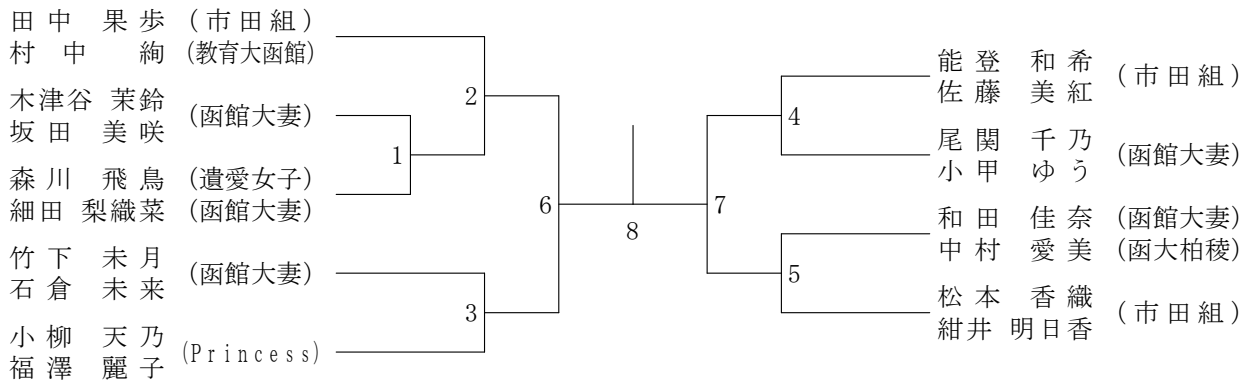 田中 果歩 (市田組)
村中 絢 (教育大函館)
木津谷 茉鈴 (函館大妻)
坂田 美咲
森川 飛鳥 (遺愛女子)
細田 梨織菜 (函館大妻)
竹下 未月 (函館大妻)
石倉 未来
小柳 天乃 (Princess)
福澤 麗子
2
1
3
6
8
7
4
5
能登 和希 (市田組)
佐藤 美紅
尾関 千乃 (函館大妻)
小甲 ゆう
和田 佳奈 (函館大妻)
中村 愛美 (函大柏稜)
松本 香織 (市田組)
紺井 明日香